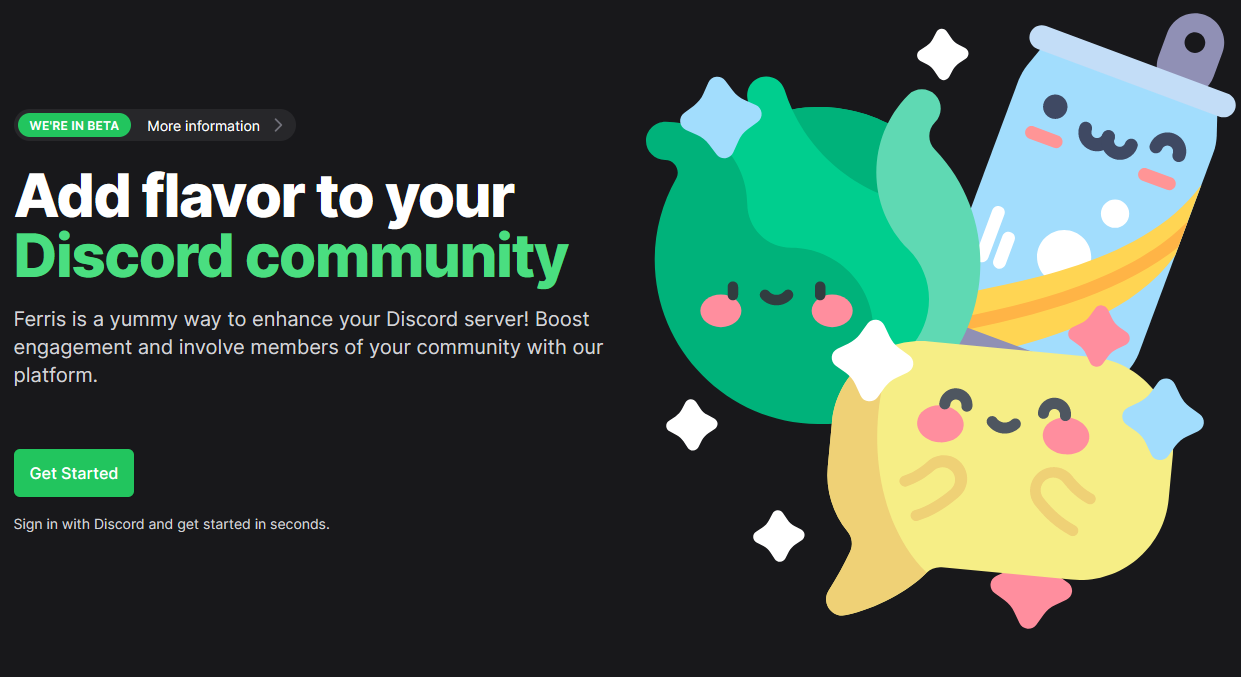 WE'RE IN BETA More information
Add flavor to your
Discord community
Ferris is a yummy way to enhance your Discord server! Boost
engagement and involve members of your community with our
platform.
Get Started
Sign in with Discord and get started in seconds.